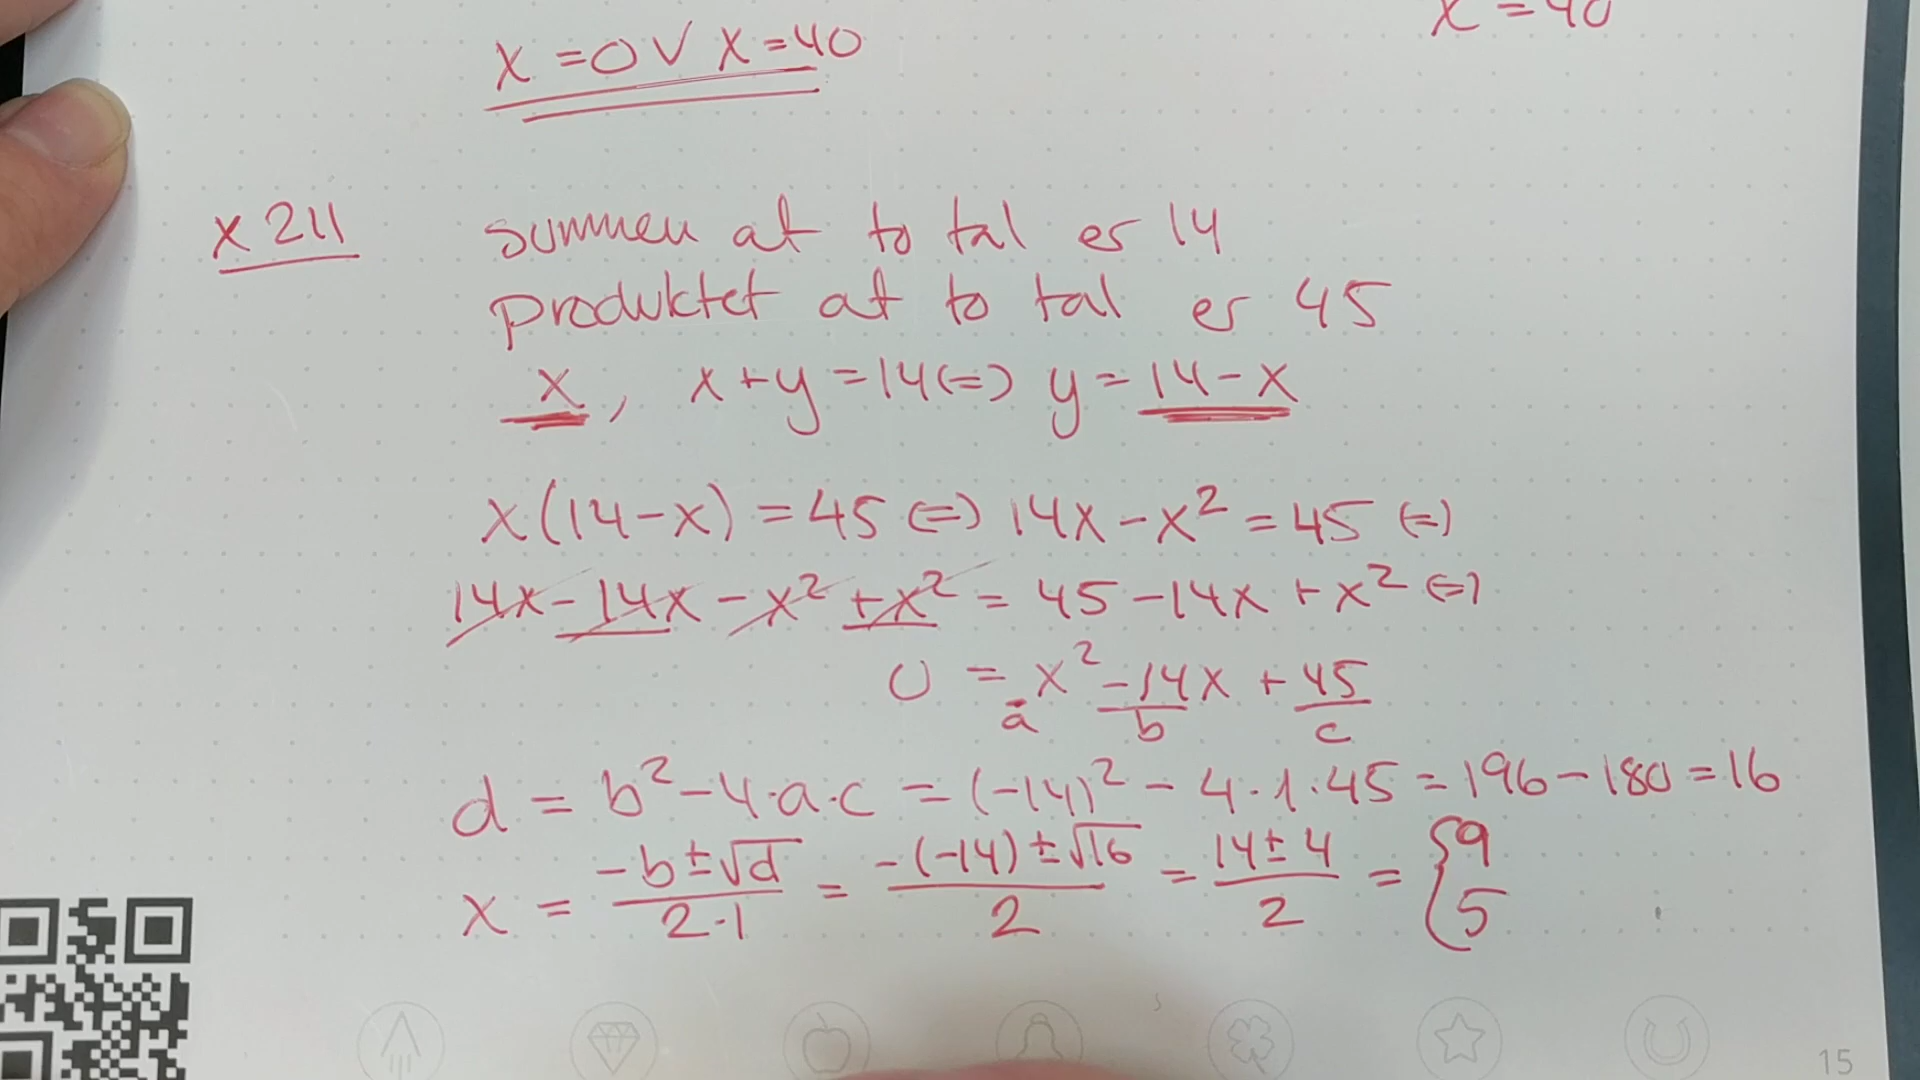 x = 40
x = 0 ∨ x = 40
x 211
summen af to tal er 14
produktet af to tal er 45
x, x + y = 14 (=) y = 14 - x
x(14-x) = 45 (=) 14x - x² = 45 (=)
14x - 14x - x² + x² = 45 - 14x + x² (=)
0 = x² - 14x + 45
a b c
d = b² - 4·a·c = (-14)² - 4·1·45 = 196 - 180 = 16
x = (-b ± √d)/(2·1) = (-(-14) ± √16)/2 = (14 ± 4)/2 = { 9
5
15